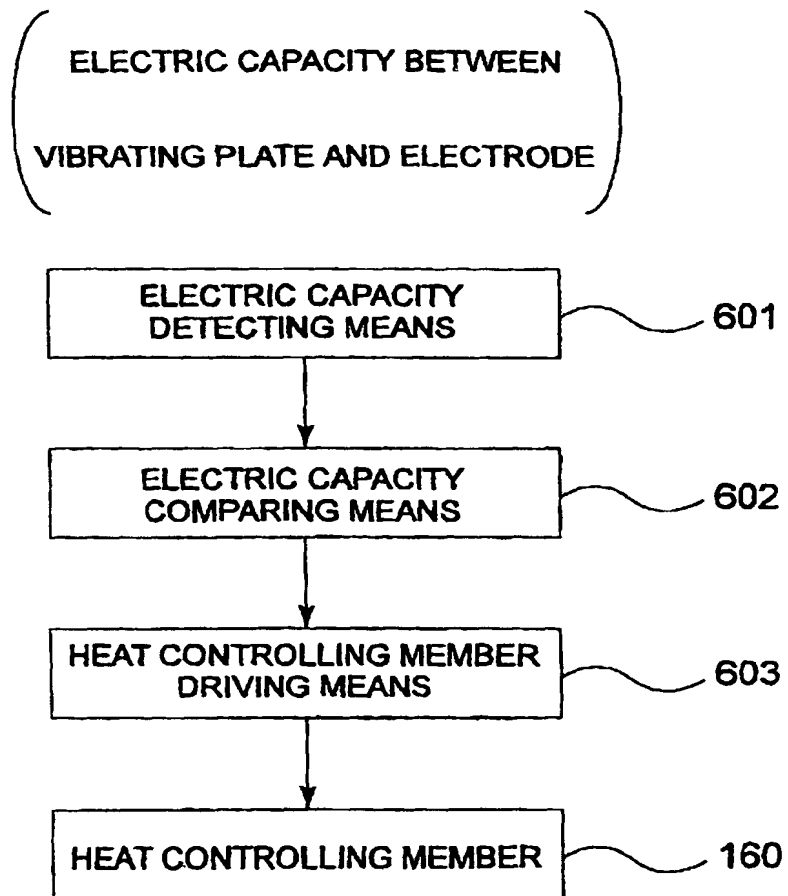 ELECTRIC CAPACITY BETWEEN
VIBRATING PLATE AND ELECTRODE
ELECTRIC CAPACITY
DETECTING MEANS
601
ELECTRIC CAPACITY
COMPARING MEANS
602
HEAT CONTROLLING MEMBER
DRIVING MEANS
603
HEAT CONTROLLING MEMBER
160